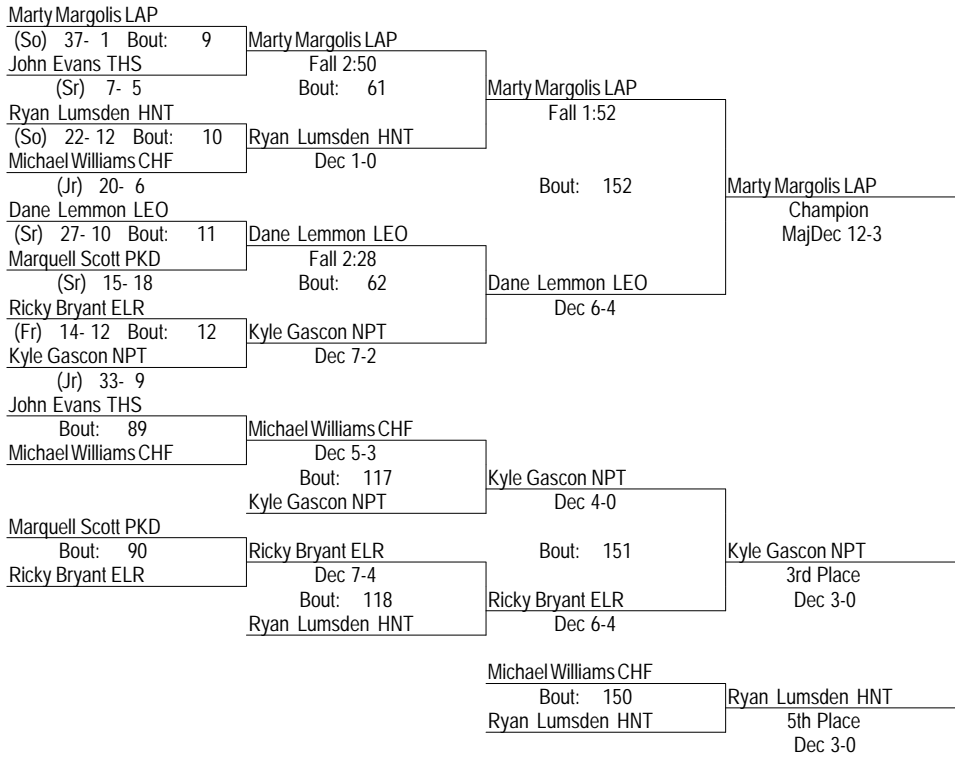 Marty Margolis LAP
(So) 37- 1 Bout: 9 Marty Margolis LAP
John Evans THS Fall 2:50
(Sr) 7- 5 Bout: 61 Marty Margolis LAP
Ryan Lumsden HNT Fall 1:52
(So) 22- 12 Bout: 10 Ryan Lumsden HNT
Michael Williams CHF Dec 1-0
(Jr) 20- 6 Bout: 152 Marty Margolis LAP
Dane Lemmon LEO Champion
(Sr) 27- 10 Bout: 11 Dane Lemmon LEO MajDec 12-3
Marquell Scott PKD Fall 2:28
(Sr) 15- 18 Bout: 62 Dane Lemmon LEO
Ricky Bryant ELR Dec 6-4
(Fr) 14- 12 Bout: 12 Kyle Gascon NPT
Kyle Gascon NPT Dec 7-2
(Jr) 33- 9
John Evans THS
Bout: 89 Michael Williams CHF
Michael Williams CHF Dec 5-3
Bout: 117 Kyle Gascon NPT
Kyle Gascon NPT Dec 4-0
Marquell Scott PKD
Bout: 90 Ricky Bryant ELR Bout: 151 Kyle Gascon NPT
Ricky Bryant ELR Dec 7-4 3rd Place
Bout: 118 Ricky Bryant ELR Dec 3-0
Ryan Lumsden HNT Dec 6-4
Michael Williams CHF
Bout: 150 Ryan Lumsden HNT
Ryan Lumsden HNT 5th Place
Dec 3-0